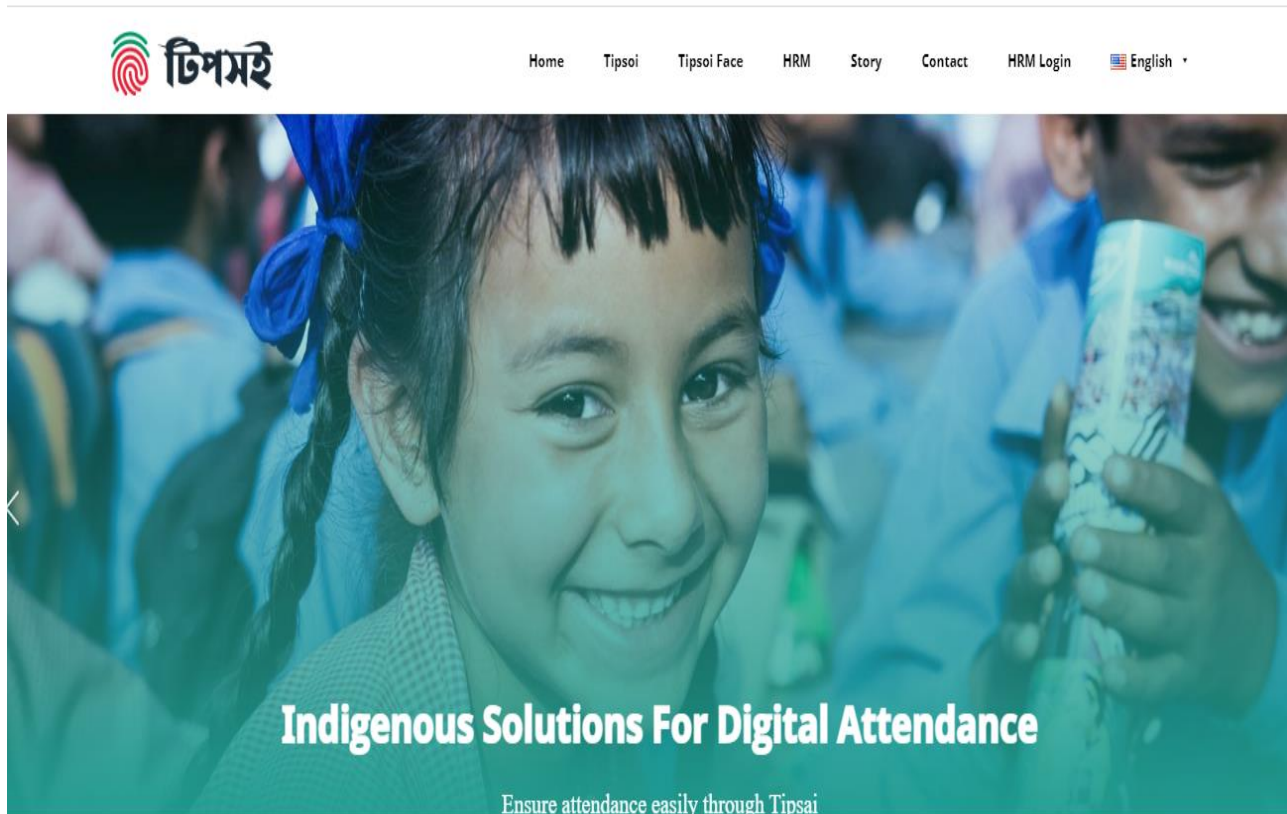 টিপসই
Home Tipsoi Tipsoi Face HRM Story Contact HRM Login English
Indigenous Solutions For Digital Attendance
Ensure attendance easily through Tipsai